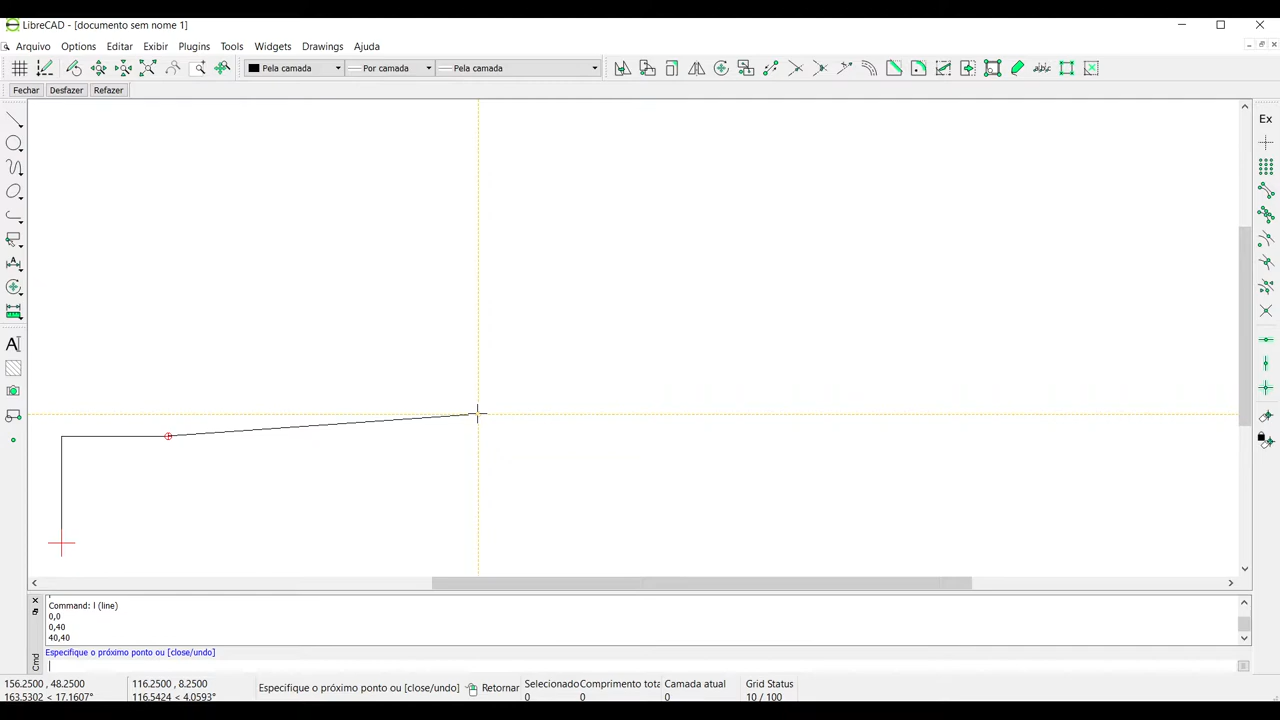 LibreCAD - [documento sem nome 1]
Arquivo Options Editar Exibir Plugins Tools Widgets Drawings Ajuda
Pela camada Por camada Pela camada
Fechar Desfazer Refazer
Ex
A
abc
Command: l (line)
0,0
0,40
40,40
Especifique o próximo ponto ou [close/undo]
Cmd
156.2500 , 48.2500 116.2500 , 8.2500 Especifique o próximo ponto ou [close/undo] Retornar Selecionado Comprimento tota Camada atual Grid Status
163.5302 < 17.1607° 116.5424 < 4.0593° 0 0 0 10 / 100